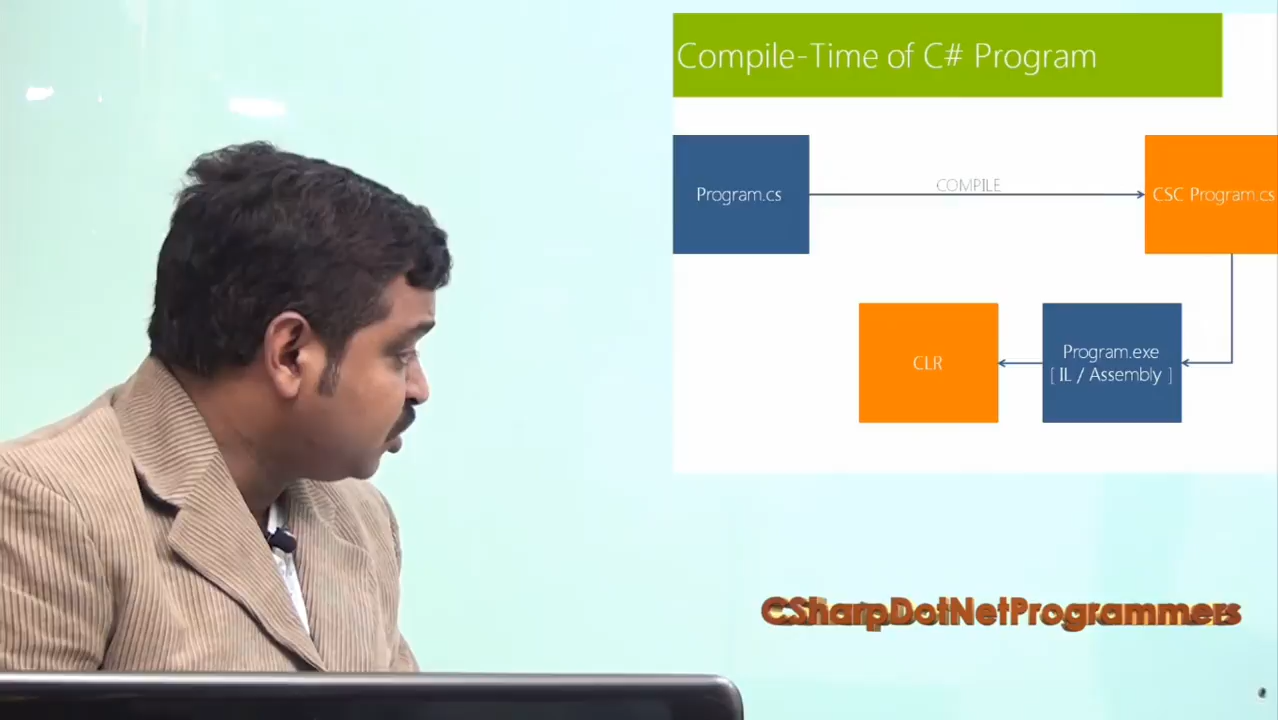 Compile-Time of C# Program
Program.cs
COMPILE
CSC Program.cs
CLR
Program.exe
[ IL / Assembly ]
CSharpDotNetProgrammers